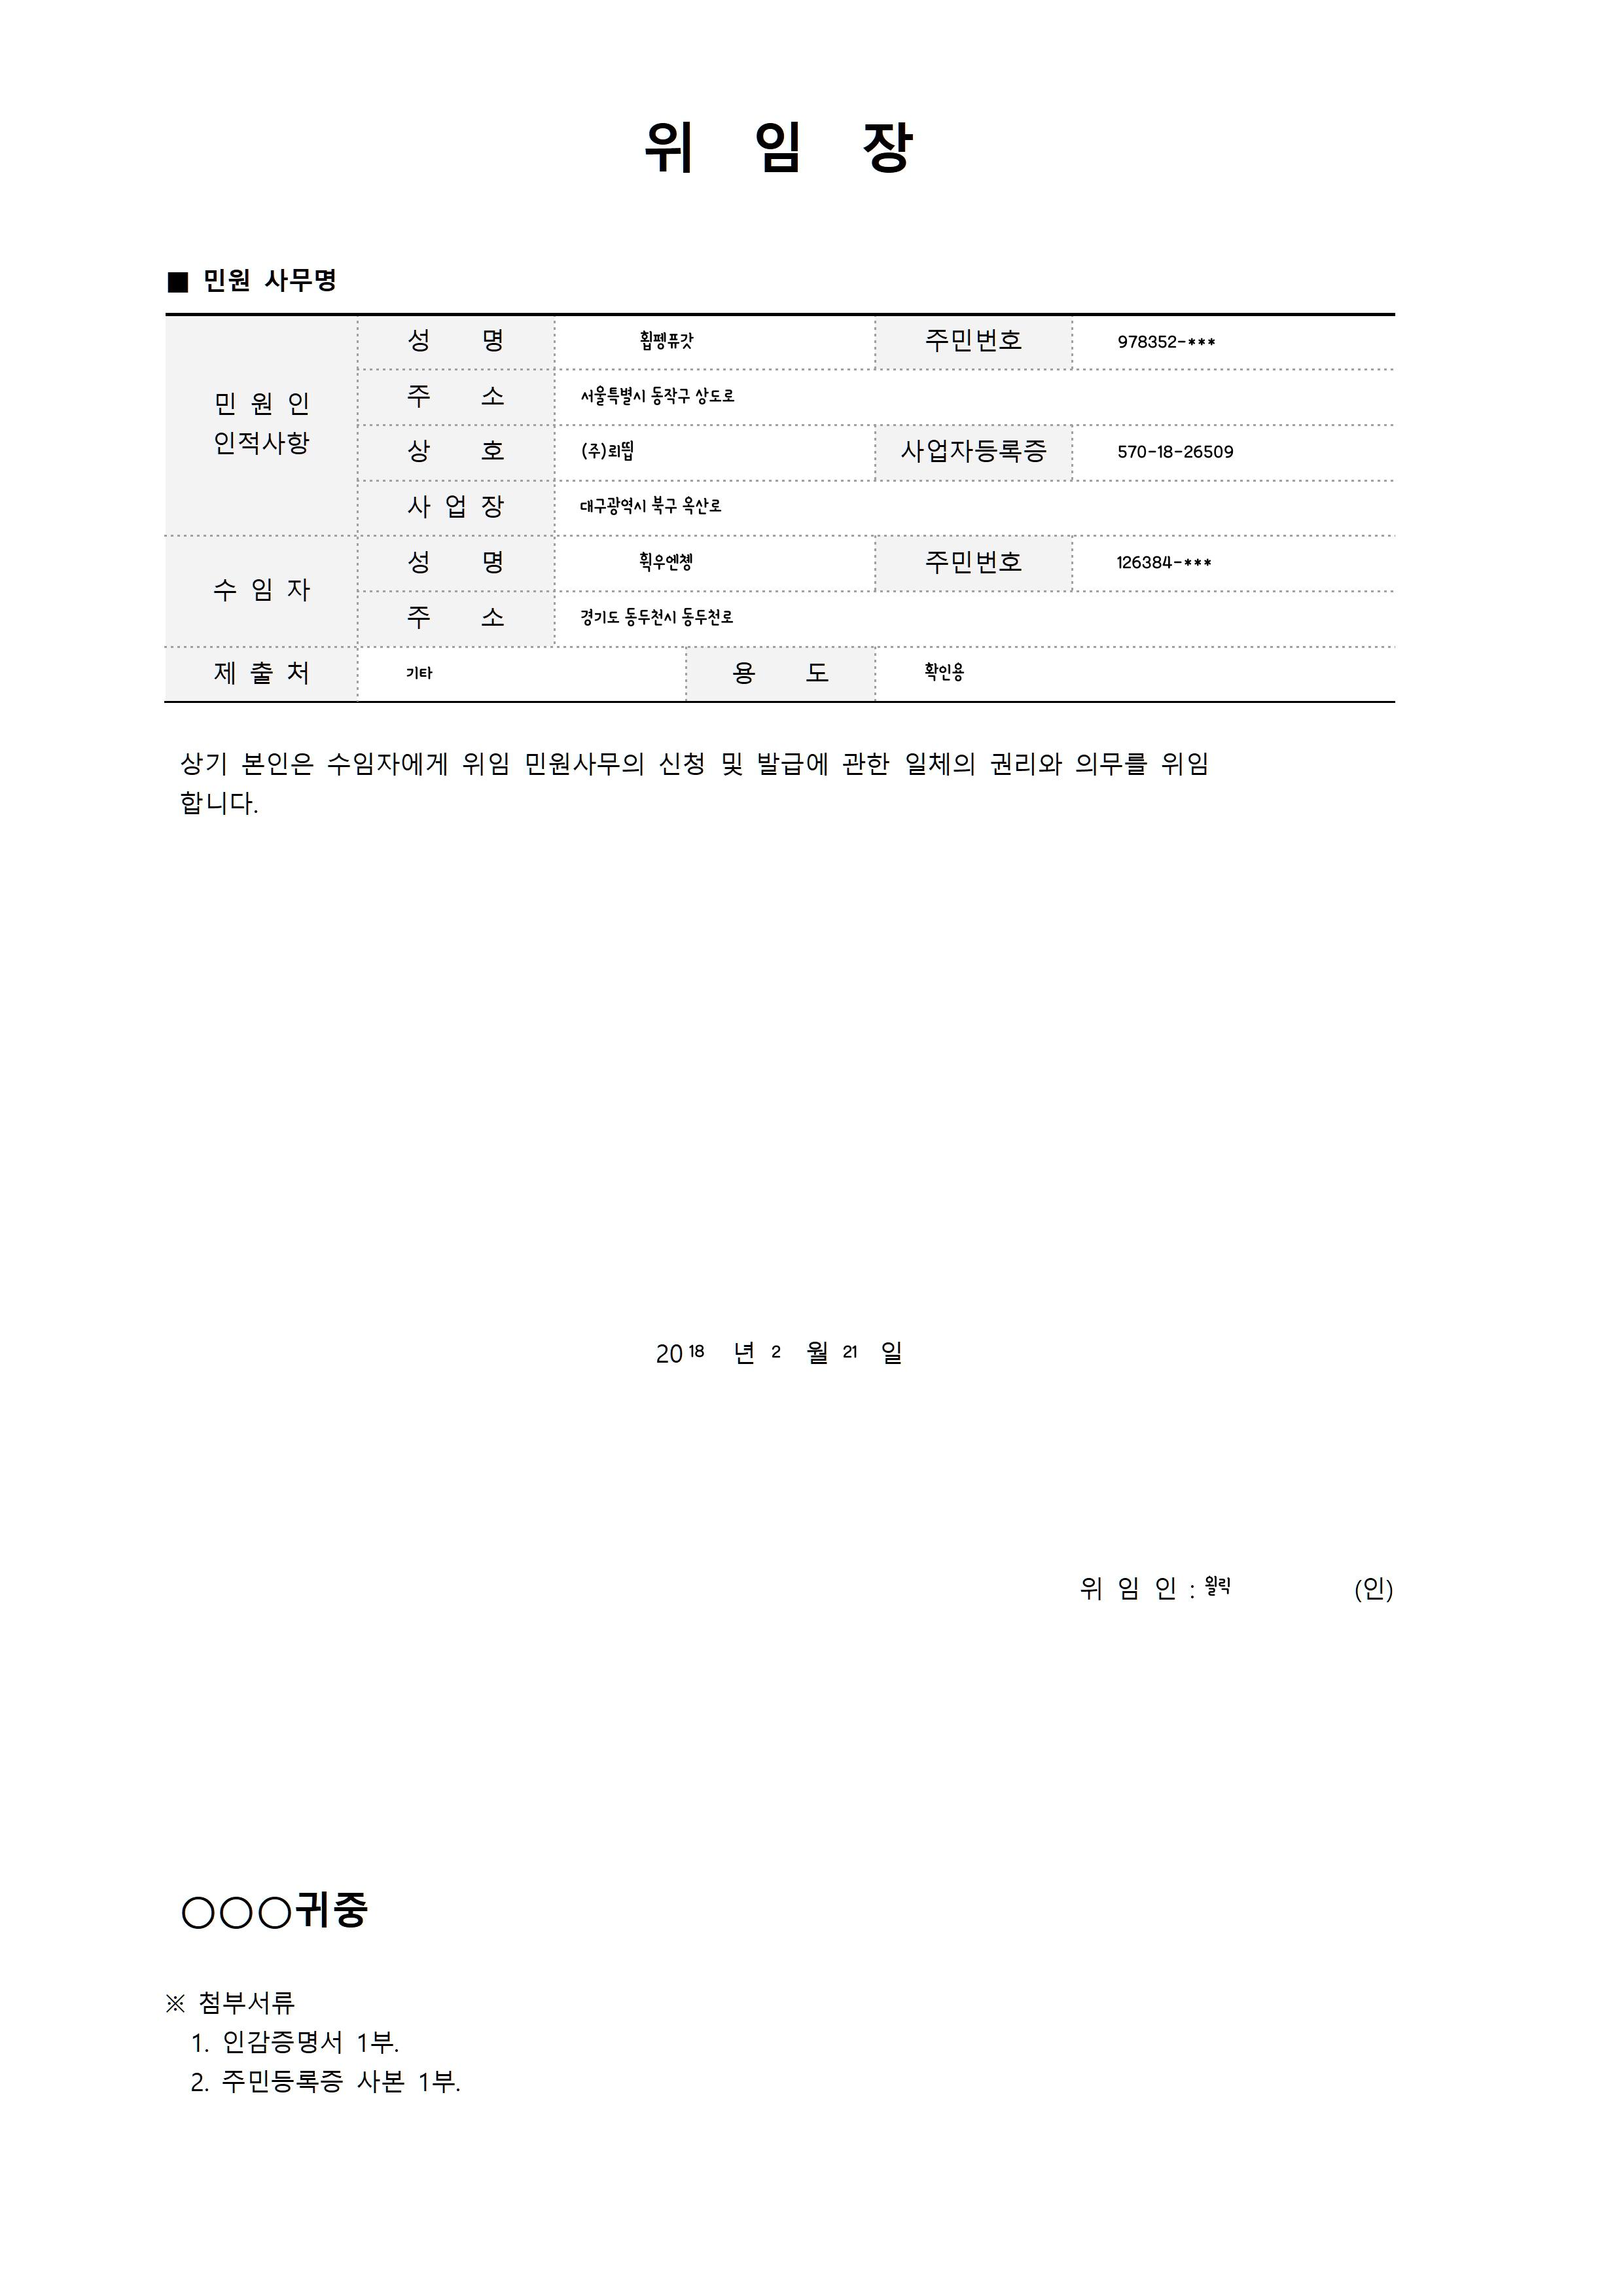 위 임 장
■ 민원 사무명
민 원 인
인적사항
성 명 휩펭퓨갓 주민번호 978352-***
주 소 서울특별시 동작구 상도로
상 호 (주)뢰띕 사업자등록증 570-18-26509
사 업 장 대구광역시 북구 옥산로
수 임 자
성 명 휙우엔쳉 주민번호 126384-***
주 소 경기도 동두천시 동두천로
제 출 처 기타 용 도 확인용
상기 본인은 수임자에게 위임 민원사무의 신청 및 발급에 관한 일체의 권리와 의무를 위임
합니다.
2018 년 2 월 21 일
위 임 인 : 윌릭 (인)
○○○귀중
※ 첨부서류
1. 인감증명서 1부.
2. 주민등록증 사본 1부.